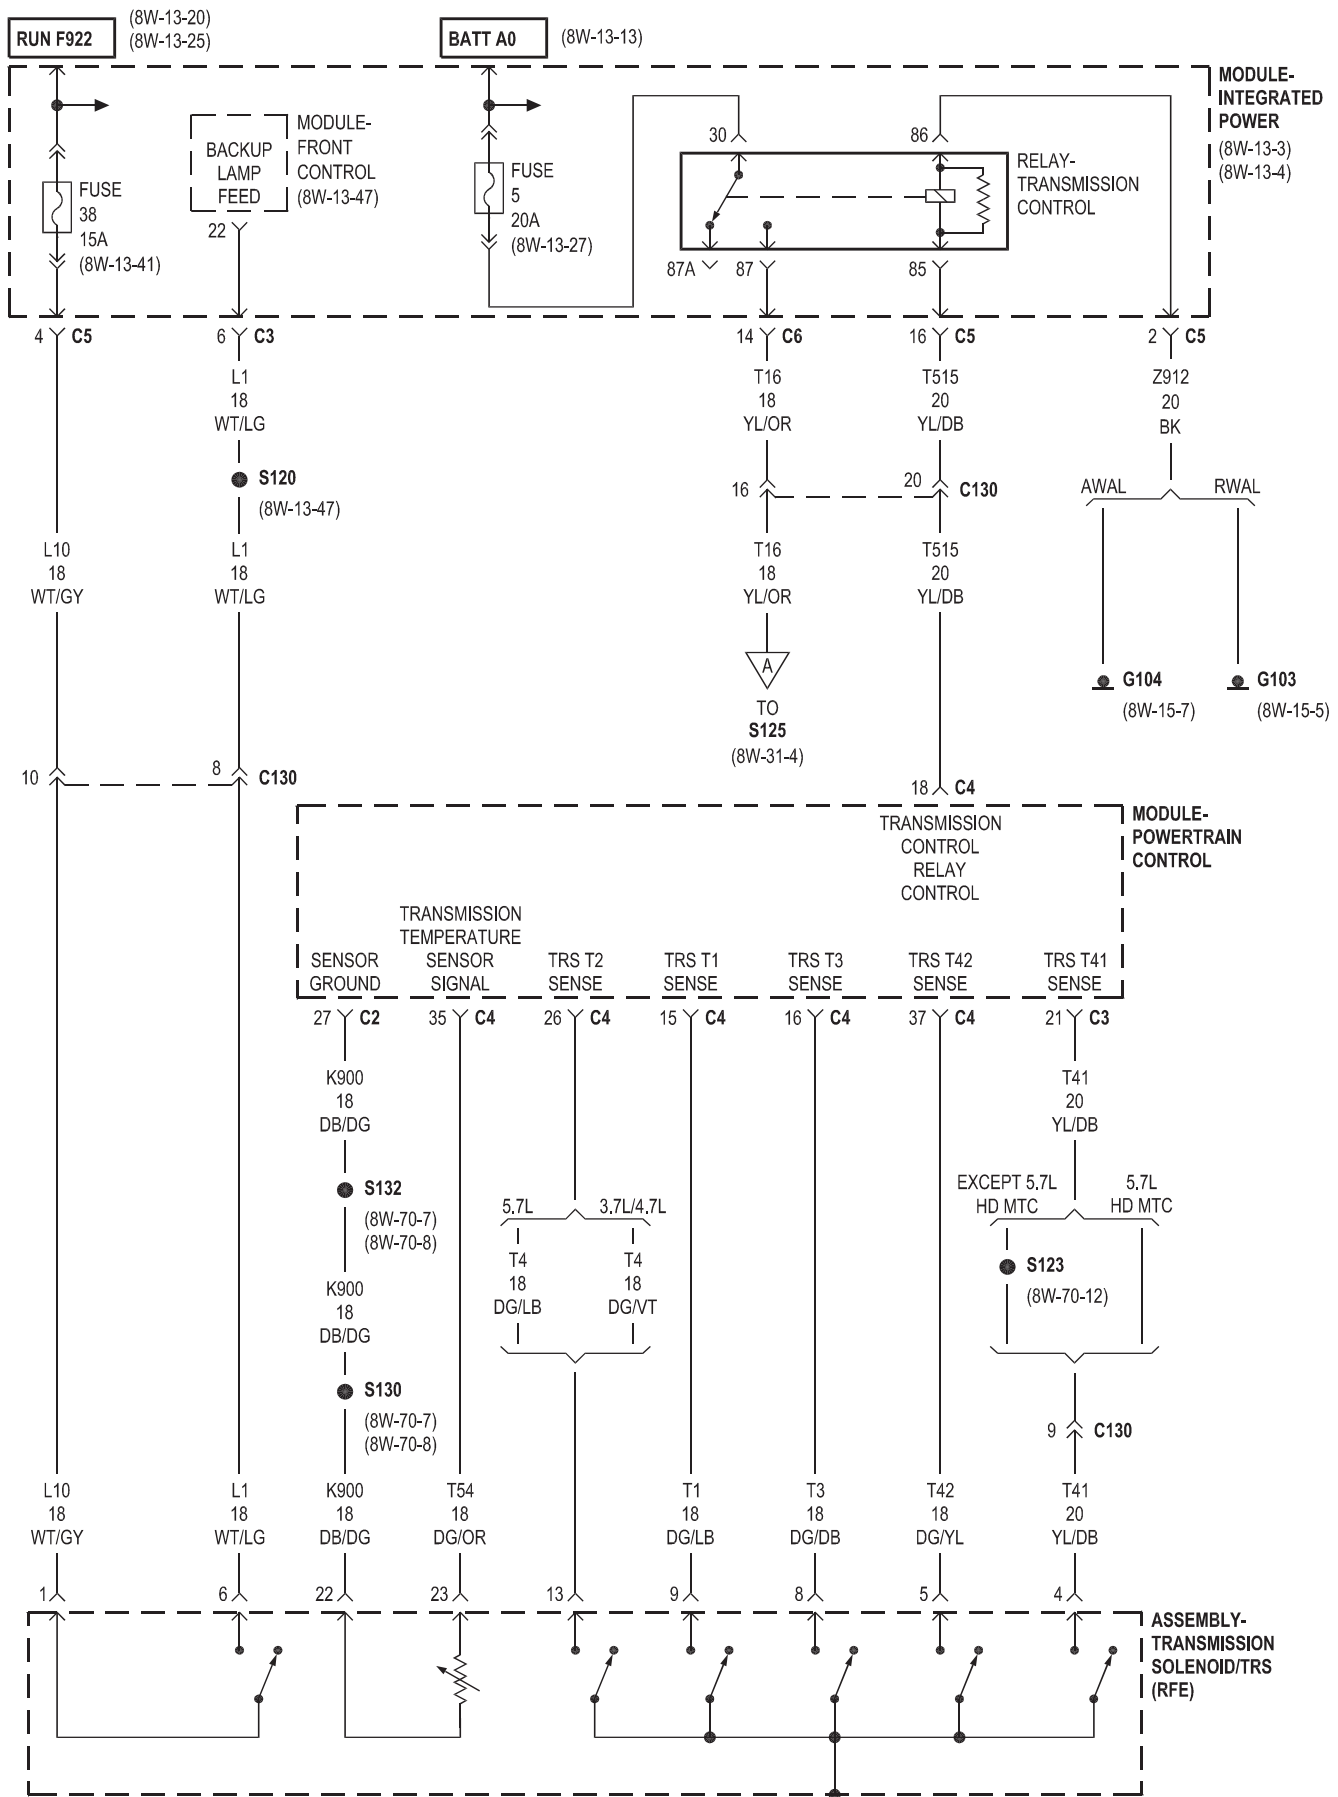 RUN F922
(8W-13-20)
(8W-13-25)
BATT A0
(8W-13-13)
MODULE-
INTEGRATED
POWER
(8W-13-3)
(8W-13-4)
BACKUP
LAMP
FEED
MODULE-
FRONT
CONTROL
(8W-13-47)
22
FUSE
38
15A
(8W-13-41)
FUSE
5
20A
(8W-13-27)
30
86
RELAY-
TRANSMISSION
CONTROL
87A
87
85
4 C5
6 C3
14 C6
16 C5
2 C5
L1
18
WT/LG
T16
18
YL/OR
T515
20
YL/DB
Z912
20
BK
S120
(8W-13-47)
16
20
C130
AWAL
RWAL
L10
18
WT/GY
L1
18
WT/LG
T16
18
YL/OR
T515
20
YL/DB
A
TO
S125
(8W-31-4)
G104
(8W-15-7)
G103
(8W-15-5)
10
8
C130
18 C4
MODULE-
POWERTRAIN
CONTROL
TRANSMISSION
CONTROL
RELAY
CONTROL
SENSOR
GROUND
TRANSMISSION
TEMPERATURE
SENSOR
SIGNAL
TRS T2
SENSE
TRS T1
SENSE
TRS T3
SENSE
TRS T42
SENSE
TRS T41
SENSE
27 C2
35 C4
26 C4
15 C4
16 C4
37 C4
21 C3
K900
18
DB/DG
T41
20
YL/DB
S132
(8W-70-7)
(8W-70-8)
5.7L
3.7L/4.7L
EXCEPT 5.7L
HD MTC
5.7L
HD MTC
K900
18
DB/DG
T4
18
DG/LB
T4
18
DG/VT
S123
(8W-70-12)
S130
(8W-70-7)
(8W-70-8)
9
C130
L10
18
WT/GY
L1
18
WT/LG
K900
18
DB/DG
T54
18
DG/OR
T1
18
DG/LB
T3
18
DG/DB
T42
18
DG/YL
T41
20
YL/DB
1
6
22
23
13
9
8
5
4
ASSEMBLY-
TRANSMISSION
SOLENOID/TRS
(RFE)